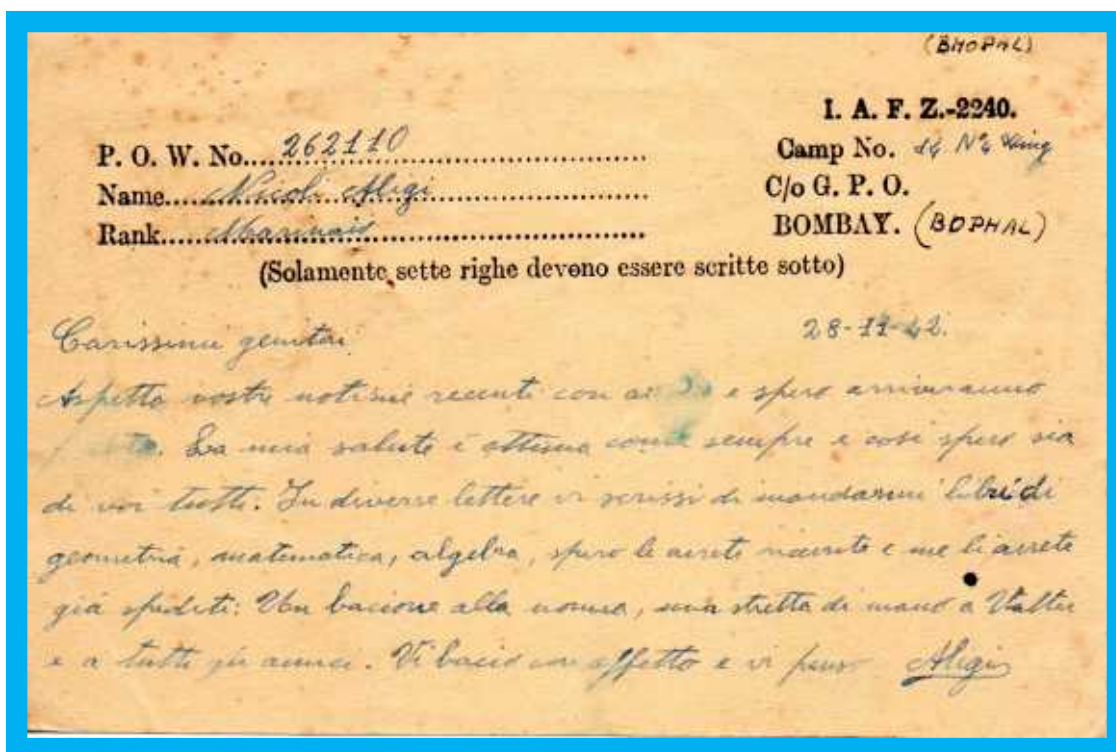 (BHOPAL)
I. A. F. Z.-2240.
P. O. W. No.... 262110
Camp No. 14 N°4 Wing
Name..... Nicoli Aligi
C/o G. P. O.
Rank..... Marinaio
BOMBAY. (BOPHAL)
(Solamente sette righe devono essere scritte sotto)
Carissimi genitori 28-11-42.
Aspetto vostre notizie recenti con e spero arriveranno
La mia salute è ottima come sempre e così spero sia
di voi tutti. In diverse lettere vi scrissi di mandarmi libri di
geometria, matematica, algebra, spero le avrete ricevute e me li avrete
già spediti: Un bacione alla nonna, una stretta di mano a Valter
e a tutti gli amici. Vi bacio con affetto e vi penso Aligi